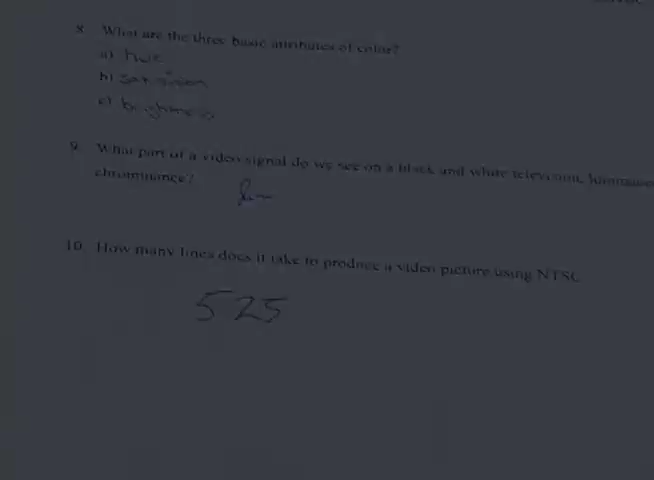 8. What are the three basic attributes of color?
a) hue
b) saturation
c) brightness
9. What part of a video signal do we see on a black and white television, luminance
chrominance?
10. How many lines does it take to produce a video picture using NTSC
525